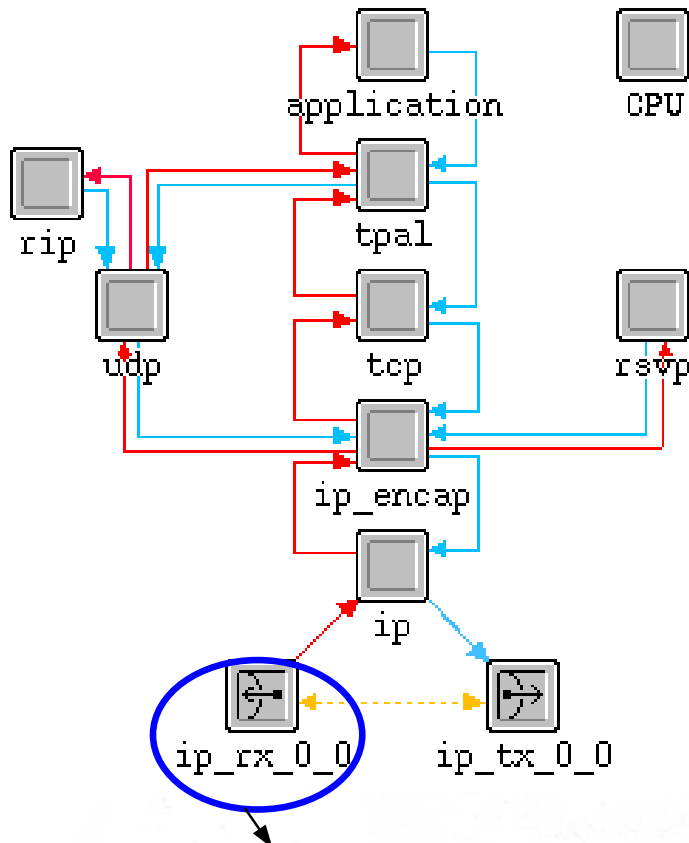 application
CPU
rip
tpal
udp
tcp
rsvp
ip_encap
ip
ip_rx_0_0
ip_tx_0_0